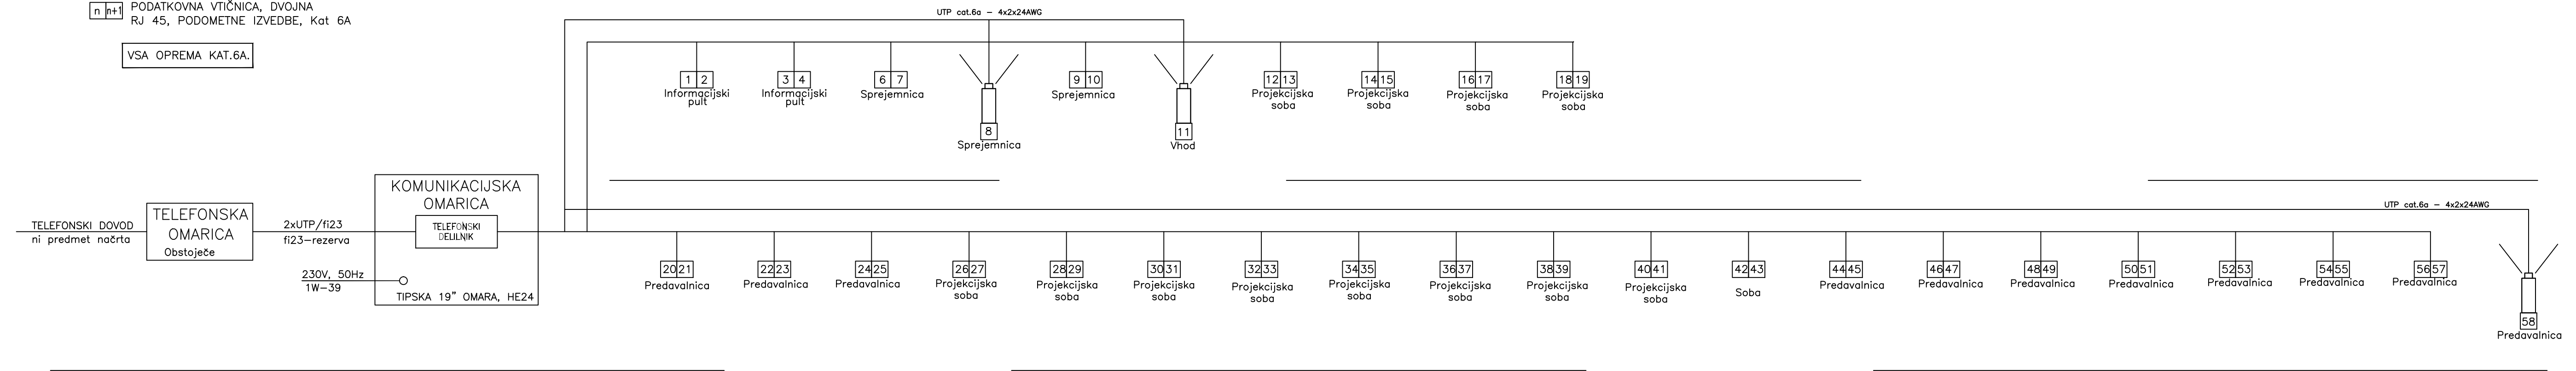 n n+1 PODATKOVNA VTIČNICA, DVOJNA
RJ 45, PODOMETNE IZVEDBE, Kat 6A
VSA OPREMA KAT.6A.
UTP cat.6a – 4x2x24AWG
1 2
Informacijski
pult
3 4
Informacijski
pult
6 7
Sprejemnica
8
Sprejemnica
9 10
Sprejemnica
11
Vhod
12 13
Projekcijska
soba
14 15
Projekcijska
soba
16 17
Projekcijska
soba
18 19
Projekcijska
soba
TELEFONSKI DOVOD
ni predmet načrta
TELEFONSKA
OMARICA
Obstoječe
2xUTP/fi23
fi23–rezerva
230V, 50Hz
1W–39
KOMUNIKACIJSKA
OMARICA
TELEFONSKI
DELILNIK
TIPSKA 19" OMARA, HE24
UTP cat.6a – 4x2x24AWG
20 21
Predavalnica
22 23
Predavalnica
24 25
Predavalnica
26 27
Projekcijska
soba
28 29
Projekcijska
soba
30 31
Projekcijska
soba
32 33
Projekcijska
soba
34 35
Projekcijska
soba
36 37
Projekcijska
soba
38 39
Projekcijska
soba
40 41
Projekcijska
soba
42 43
Soba
44 45
Predavalnica
46 47
Predavalnica
48 49
Predavalnica
50 51
Predavalnica
52 53
Predavalnica
54 55
Predavalnica
56 57
Predavalnica
58
Predavalnica